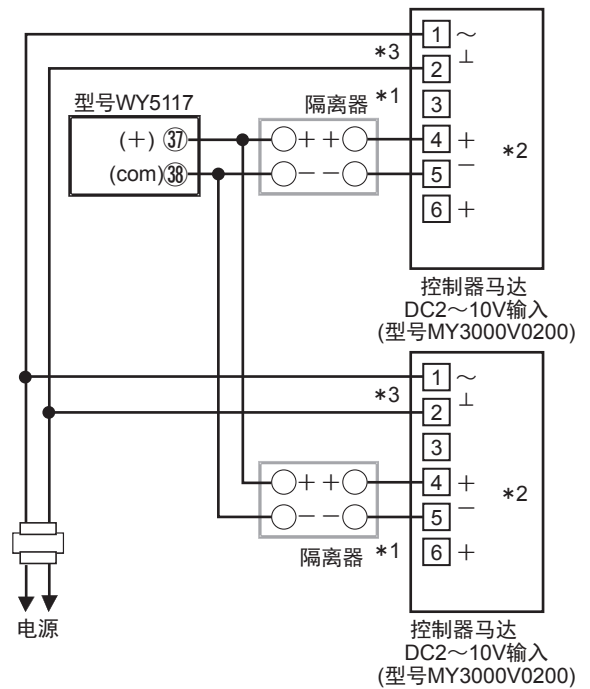 1 ～
*3
2 ⊥
型号WY5117
隔离器 *1
3
(＋) ㊲
＋ ＋
4 ＋
*2
(com)㊳
－ －
5 －
6 ＋
控制器马达
DC2～10V输入
(型号MY3000V0200)
1 ～
*3
2 ⊥
3
＋ ＋
4 ＋
*2
－ －
5 －
隔离器 *1
6 ＋
电源
控制器马达
DC2～10V输入
(型号MY3000V0200)